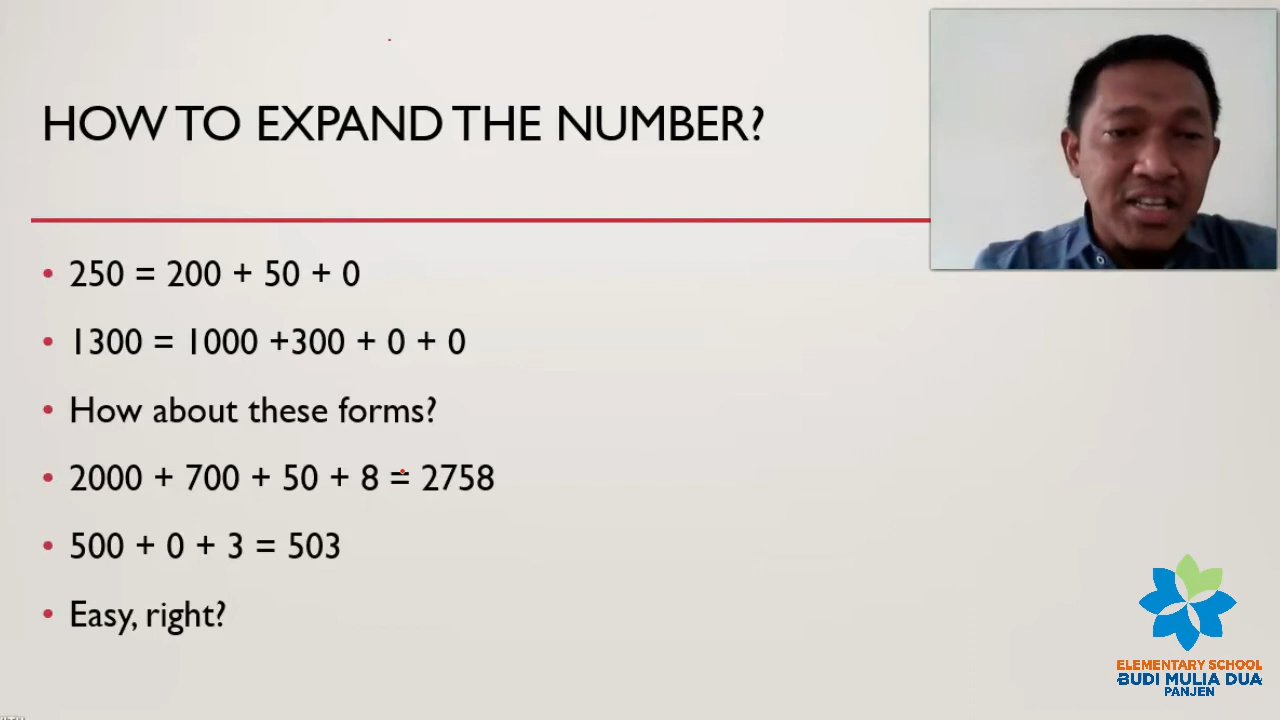 HOW TO EXPAND THE NUMBER?
• 250 = 200 + 50 + 0
• 1300 = 1000 +300 + 0 + 0
• How about these forms?
• 2000 + 700 + 50 + 8 = 2758
• 500 + 0 + 3 = 503
• Easy, right?
ELEMENTARY SCHOOL
BUDI MULIA DUA
PANJEN